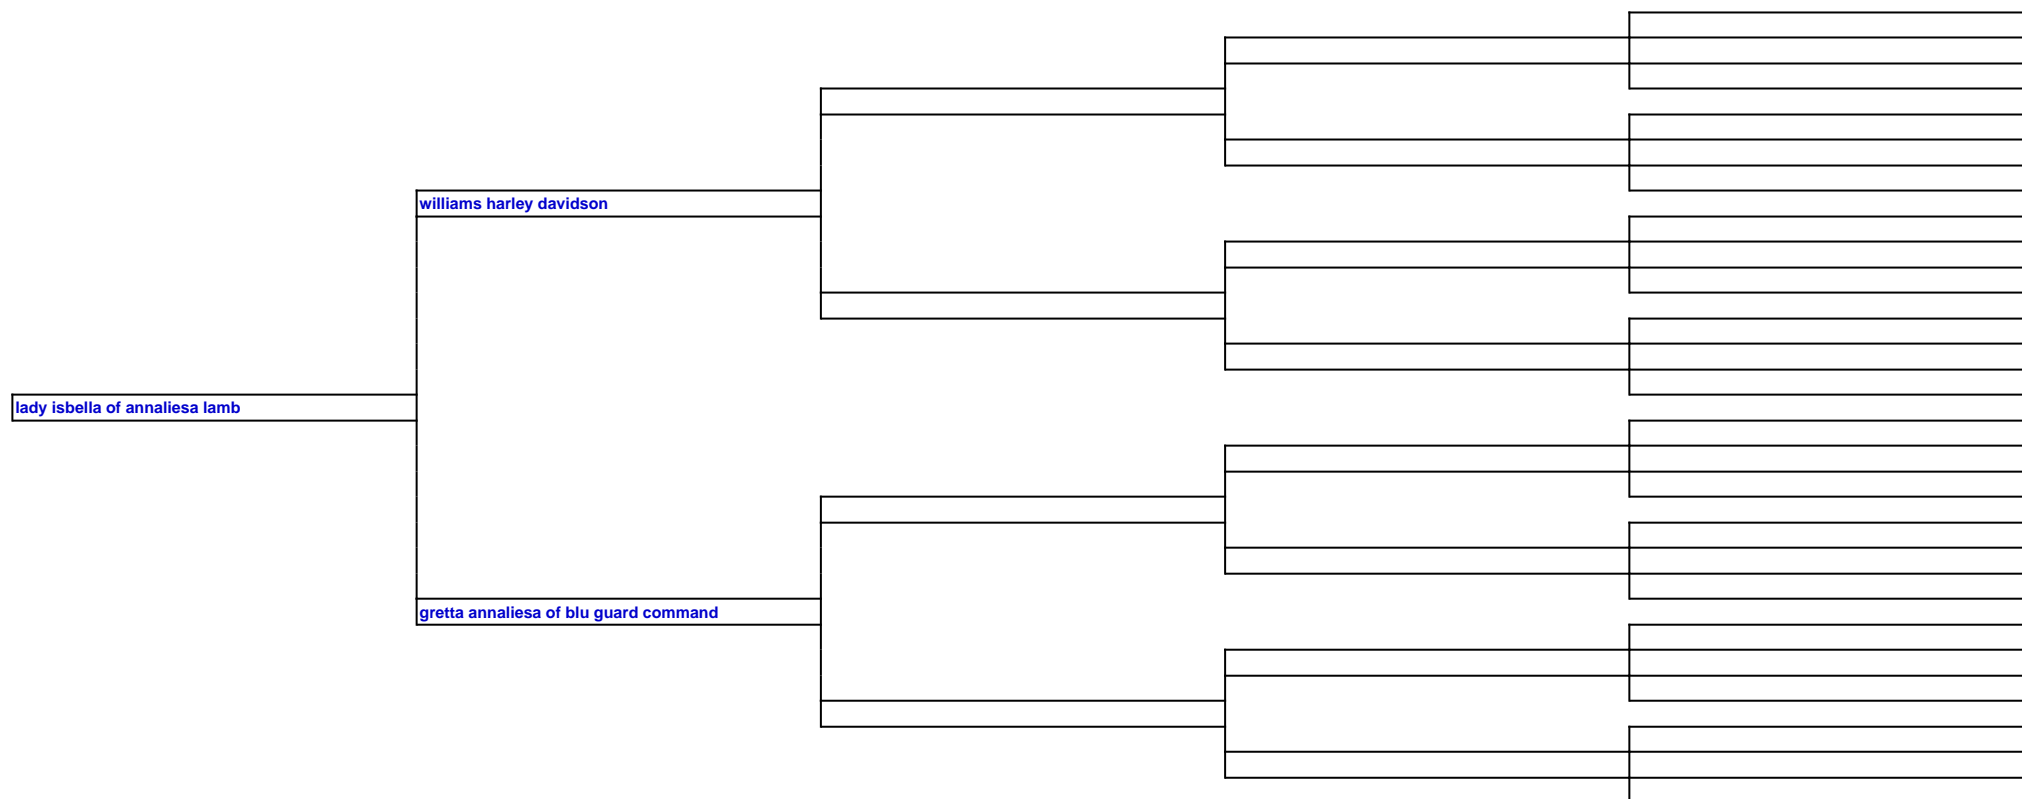 williams harley davidson
lady isbella of annaliesa lamb
gretta annaliesa of blu guard command